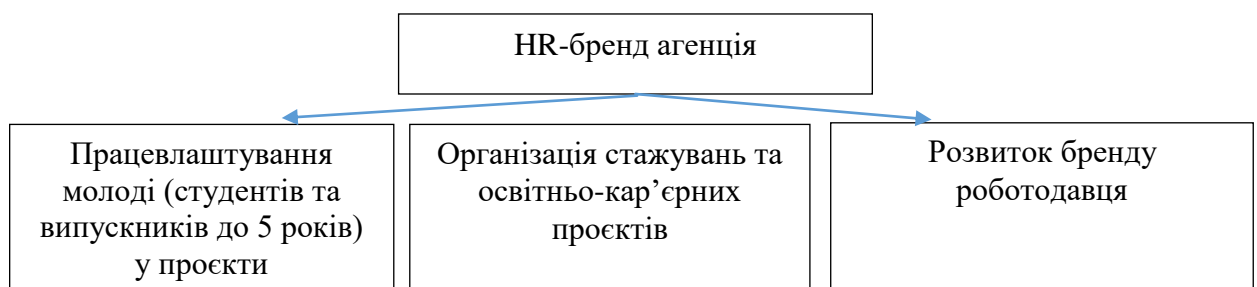 HR-бренд агенція
Працевлаштування
молоді (студентів та
випускників до 5 років)
у проєкти
Організація стажувань та
освітньо-кар’єрних
проєктів
Розвиток бренду
роботодавця